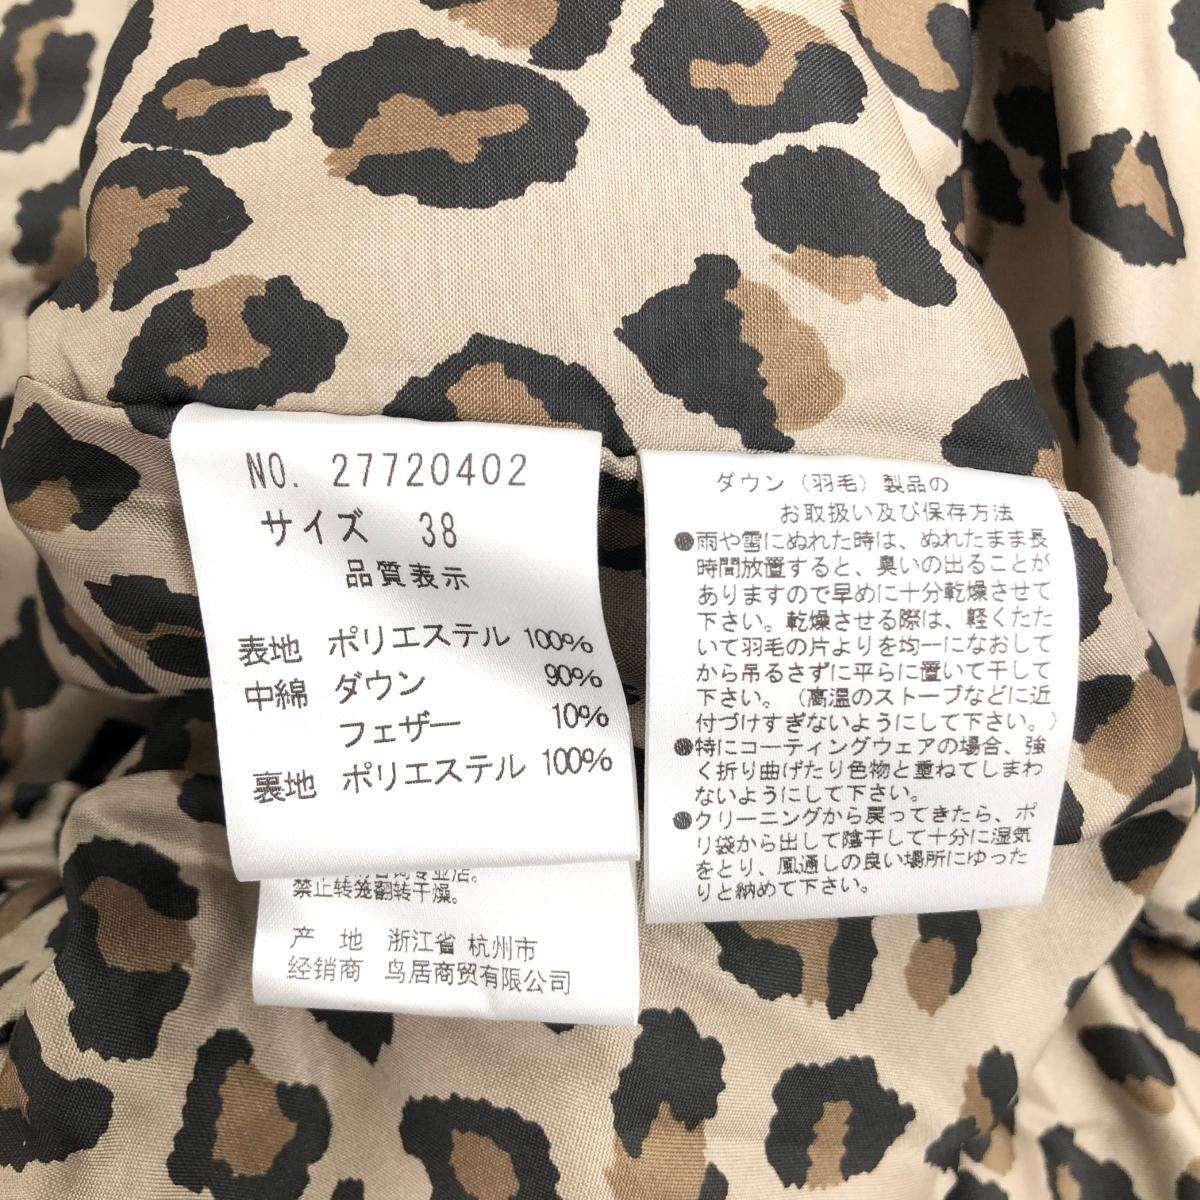 NO. 27720402
サイズ 38
品質表示
表地 ポリエステル 100%
中綿 ダウン 90%
フェザー 10%
裏地 ポリエステル 100%
禁止转笼翻转干燥。
产 地 浙江省 杭州市
经销商 鸟居商贸有限公司
ダウン（羽毛）製品の
お取扱い及び保存方法
●雨や雪にぬれた時は、ぬれたまま長
時間放置すると、臭いの出ることが
ありますので早めに十分乾燥させて
下さい。乾燥させる際は、軽くたた
いて羽毛の片よりを均一になおして
から吊るさずに平らに置いて干して
下さい。（高温のストーブなどに近
付づけすぎないようにして下さい。）
●特にコーティングウェアの場合、強
く折り曲げたり色物と重ねてしまわ
ないようにして下さい。
●クリーニングから戻ってきたら、ポ
リ袋から出して陰干して十分に湿気
をとり、風通しの良い場所にゆった
りと納めて下さい。